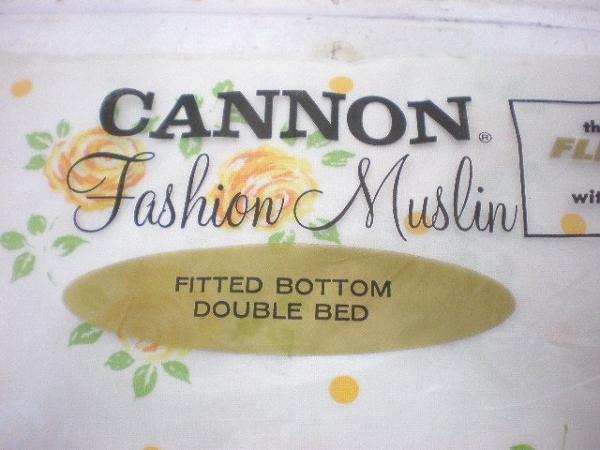 CANNON®
Fashion Muslin
FITTED BOTTOM
DOUBLE BED